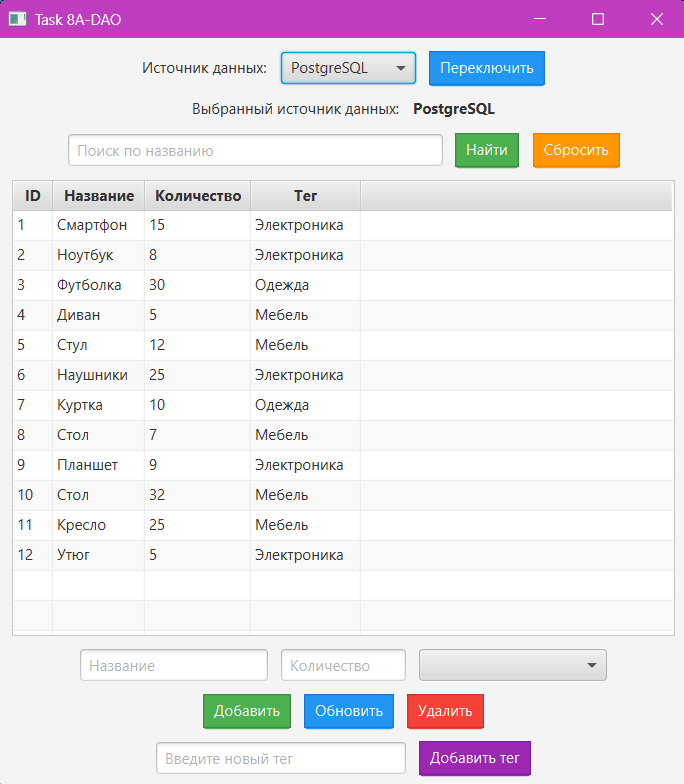 Task 8A-DAO
Источник данных: PostgreSQL Переключить
Выбранный источник данных: PostgreSQL
Поиск по названию Найти Сбросить
ID Название Количество Тег
1 Смартфон 15 Электроника
2 Ноутбук 8 Электроника
3 Футболка 30 Одежда
4 Диван 5 Мебель
5 Стул 12 Мебель
6 Наушники 25 Электроника
7 Куртка 10 Одежда
8 Стол 7 Мебель
9 Планшет 9 Электроника
10 Стол 32 Мебель
11 Кресло 25 Мебель
12 Утюг 5 Электроника
Название Количество
Добавить Обновить Удалить
Введите новый тег Добавить тег